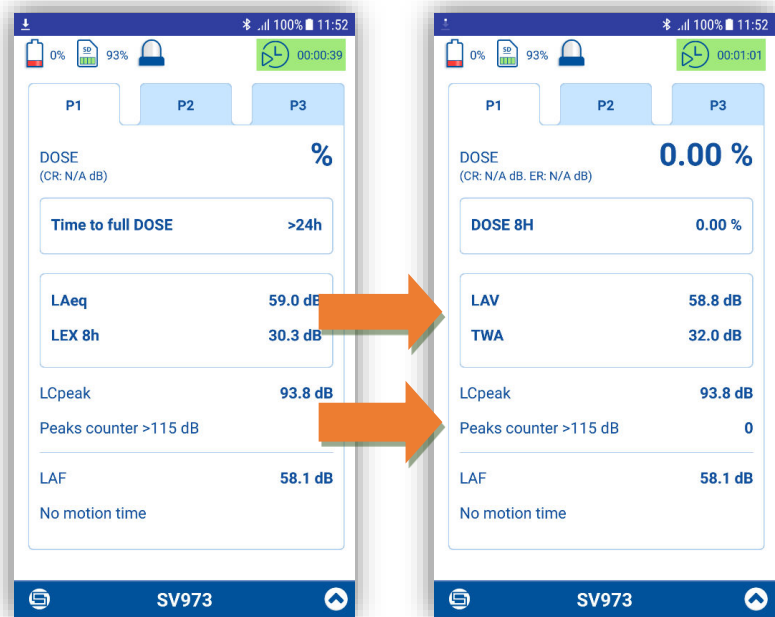 100% 11:52
0% SD 93% 00:00:39
P1 P2 P3
DOSE %
(CR: N/A dB)
Time to full DOSE >24h
LAeq 59.0 dB
LEX 8h 30.3 dB
LCpeak 93.8 dB
Peaks counter >115 dB
LAF 58.1 dB
No motion time
SV973
100% 11:52
0% SD 93% 00:01:01
P1 P2 P3
DOSE 0.00 %
(CR: N/A dB. ER: N/A dB)
DOSE 8H 0.00 %
LAV 58.8 dB
TWA 32.0 dB
LCpeak 93.8 dB
Peaks counter >115 dB 0
LAF 58.1 dB
No motion time
SV973